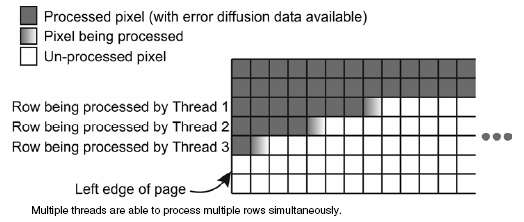 Processed pixel (with error diffusion data available)
Pixel being processed
Un-processed pixel
Row being processed by Thread 1
Row being processed by Thread 2
Row being processed by Thread 3
Left edge of page
Multiple threads are able to process multiple rows simultaneously.